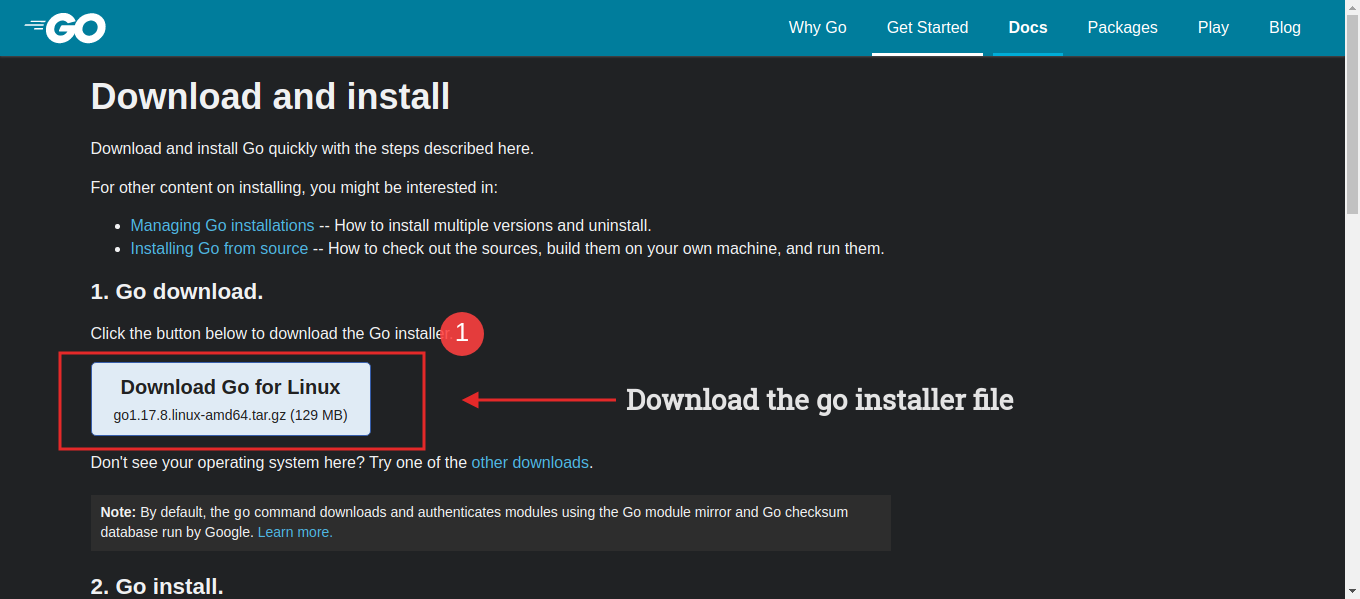 GO
Why Go Get Started Docs Packages Play Blog
Download and install
Download and install Go quickly with the steps described here.
For other content on installing, you might be interested in:
Managing Go installations -- How to install multiple versions and uninstall.
Installing Go from source -- How to check out the sources, build them on your own machine, and run them.
1. Go download.
Click the button below to download the Go installer.
1
Download Go for Linux
go1.17.8.linux-amd64.tar.gz (129 MB)
Download the go installer file
Don't see your operating system here? Try one of the other downloads.
Note: By default, the go command downloads and authenticates modules using the Go module mirror and Go checksum
database run by Google. Learn more.
2. Go install.